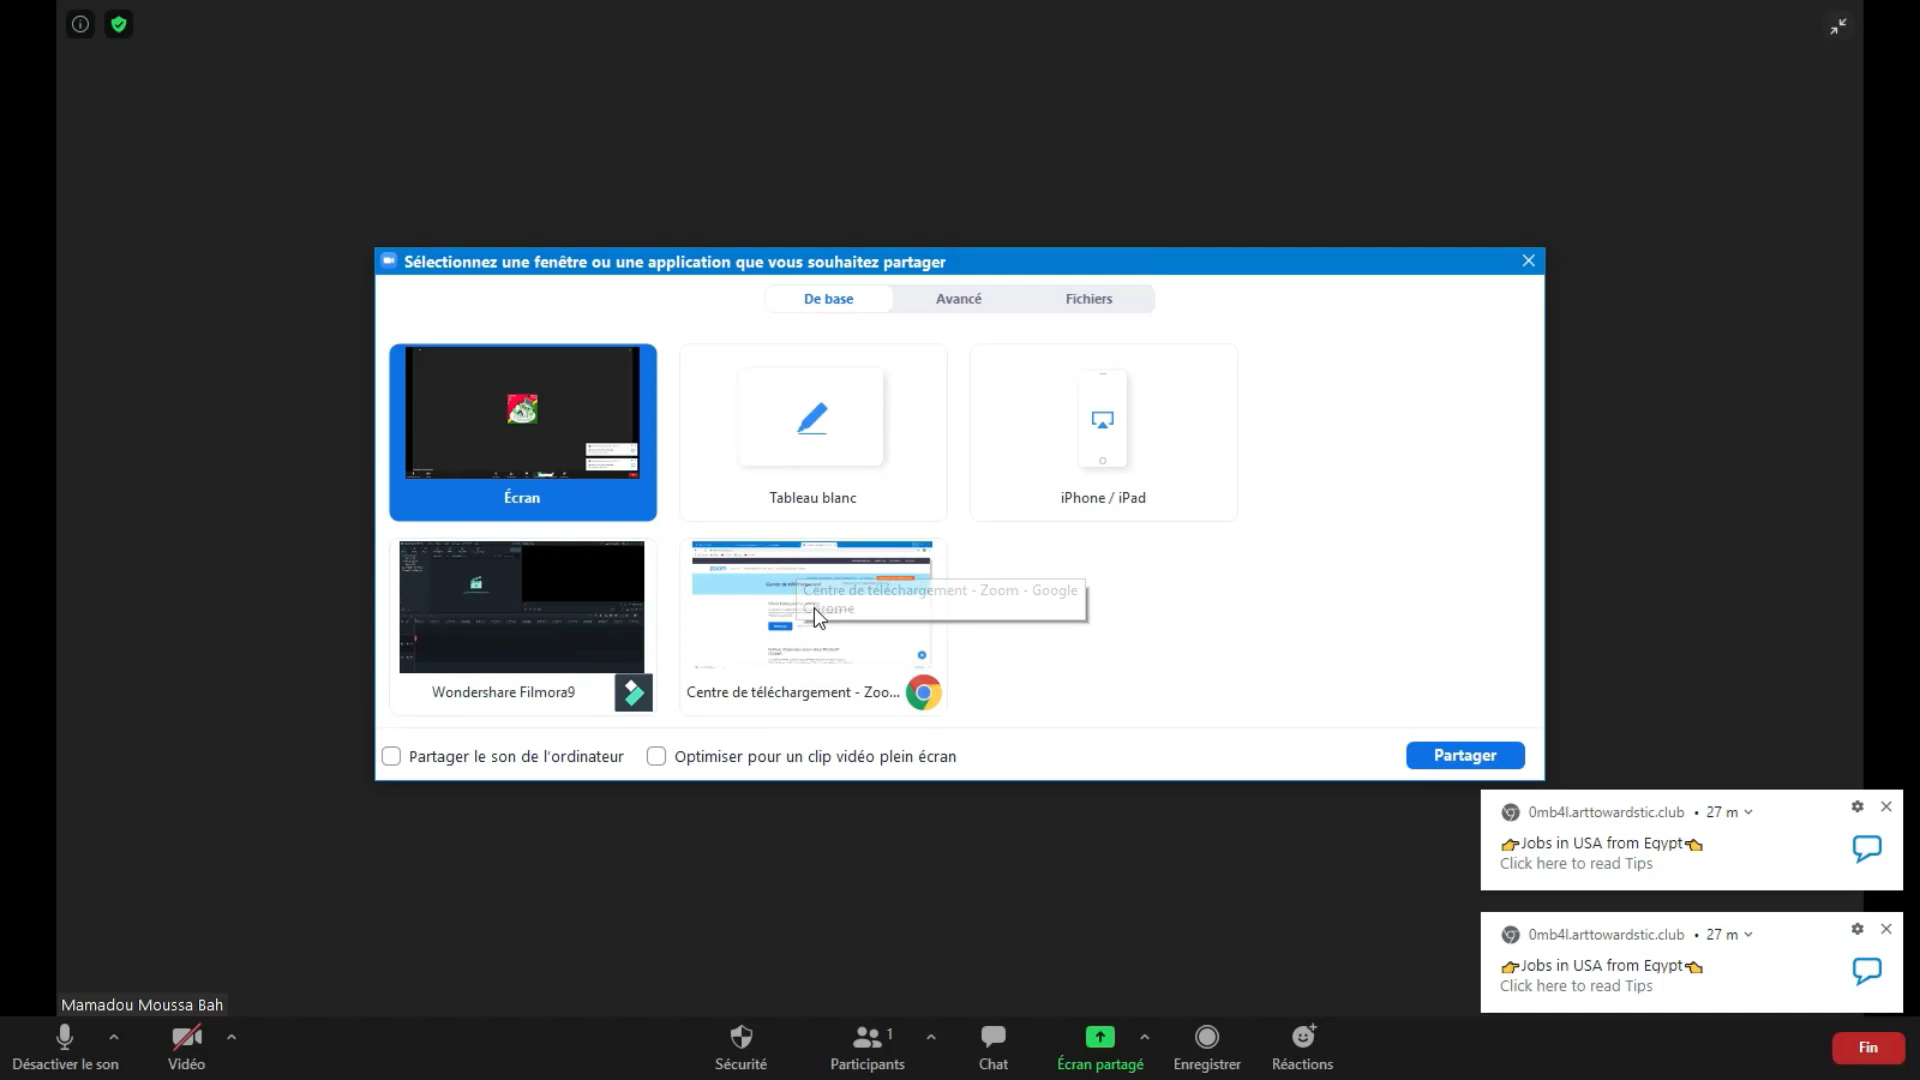 Sélectionnez une fenêtre ou une application que vous souhaitez partager
De base
Avancé
Fichiers
Écran
Tableau blanc
iPhone / iPad
Centre de téléchargement - Zoom - Google
Chrome
Wondershare Filmora9
Centre de téléchargement - Zoo...
Partager le son de l'ordinateur
Optimiser pour un clip vidéo plein écran
Partager
0mb4l.arttowardstic.club • 27 m
👉Jobs in USA from Egypt👈
Click here to read Tips
0mb4l.arttowardstic.club • 27 m
👉Jobs in USA from Egypt👈
Click here to read Tips
Mamadou Moussa Bah
Désactiver le son
Vidéo
Sécurité
1
Participants
Chat
Écran partagé
Enregistrer
Réactions
Fin